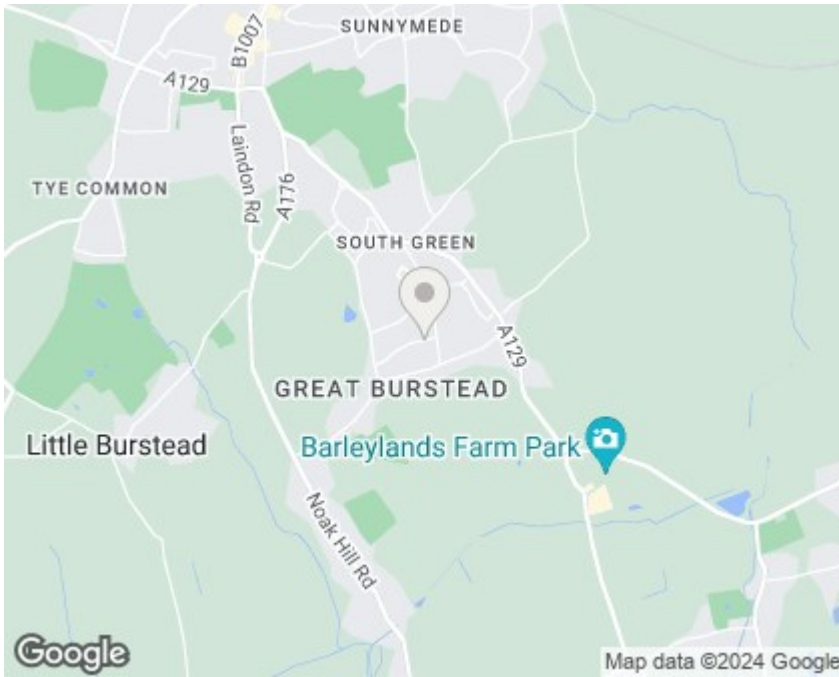 SUNNYMEDE
B1007
A129
Laindon Rd
A176
TYE COMMON
SOUTH GREEN
A129
GREAT BURSTEAD
Little Burstead
Barleylands Farm Park
Noak Hill Rd
Google
Map data ©2024 Google